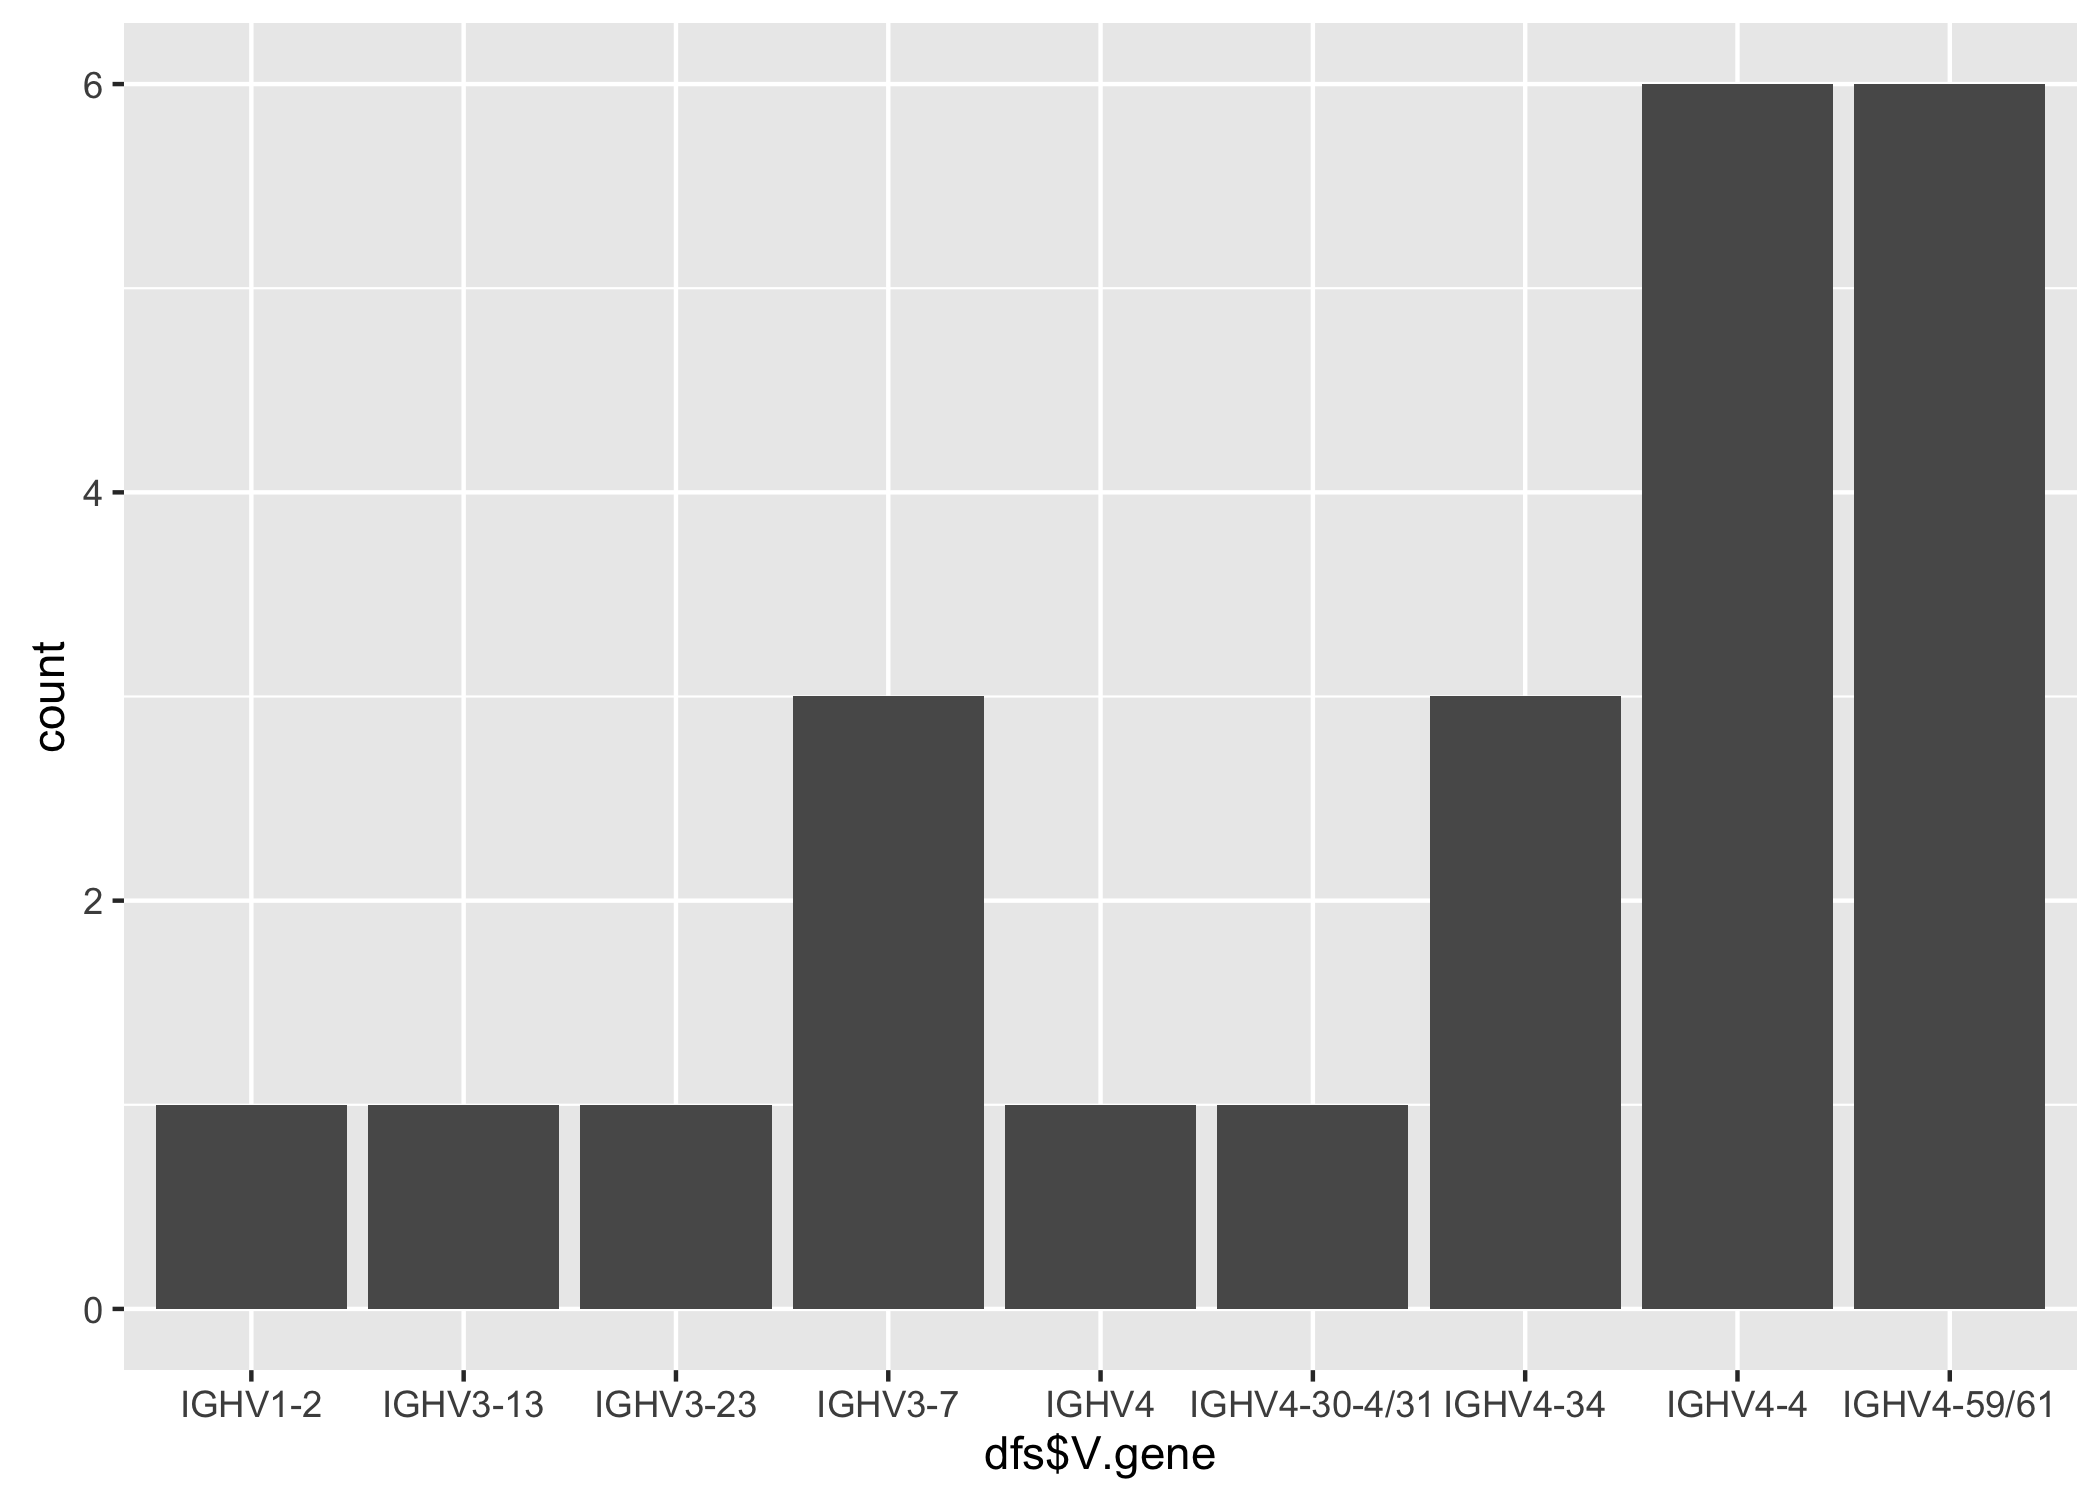 6
4
2
0
count
IGHV1-2 IGHV3-13 IGHV3-23 IGHV3-7 IGHV4 IGHV4-30-4/31 IGHV4-34 IGHV4-4 IGHV4-59/61
dfs$V.gene